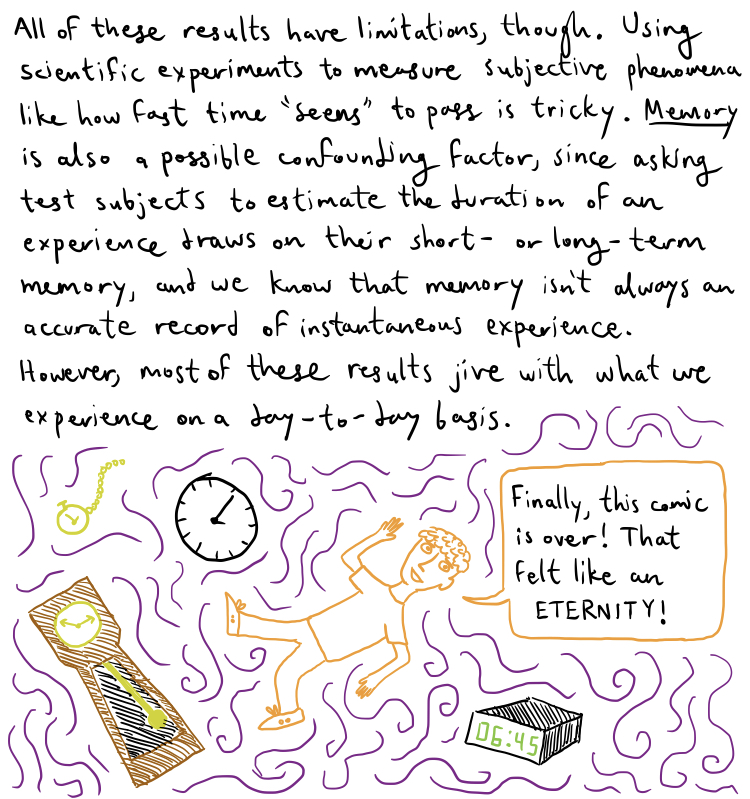 All of these results have limitations, though. Using
scientific experiments to measure subjective phenomena
like how fast time "seems" to pass is tricky. Memory
is also a possible confounding factor, since asking
test subjects to estimate the duration of an
experience draws on their short- or long-term
memory, and we know that memory isn't always an
accurate record of instantaneous experience.
However, most of these results jive with what we
experience on a day-to-day basis.
Finally, this comic
is over! That
felt like an
ETERNITY!
06:45